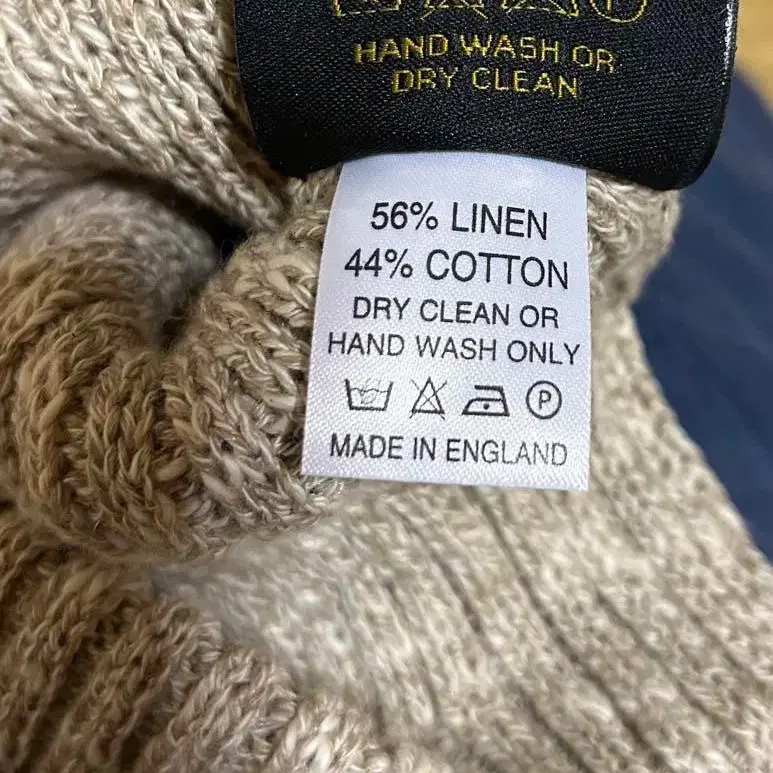 HAND WASH OR
DRY CLEAN
56% LINEN
44% COTTON
DRY CLEAN OR
HAND WASH ONLY
P
MADE IN ENGLAND